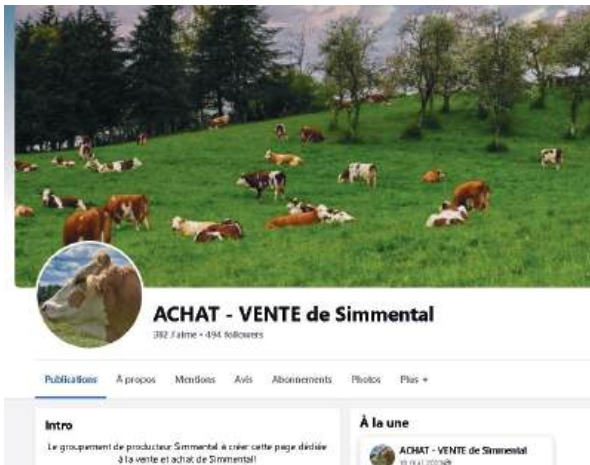 ACHAT - VENTE de Simmental
382 J'aime • 494 followers
Publications À propos Mentions Avis Abonnements Photos Plus
Intro
Le groupement de producteur Simmental à créer cette page dédiée
à la vente et achat de Simmental!
À la une
ACHAT - VENTE de Simmental